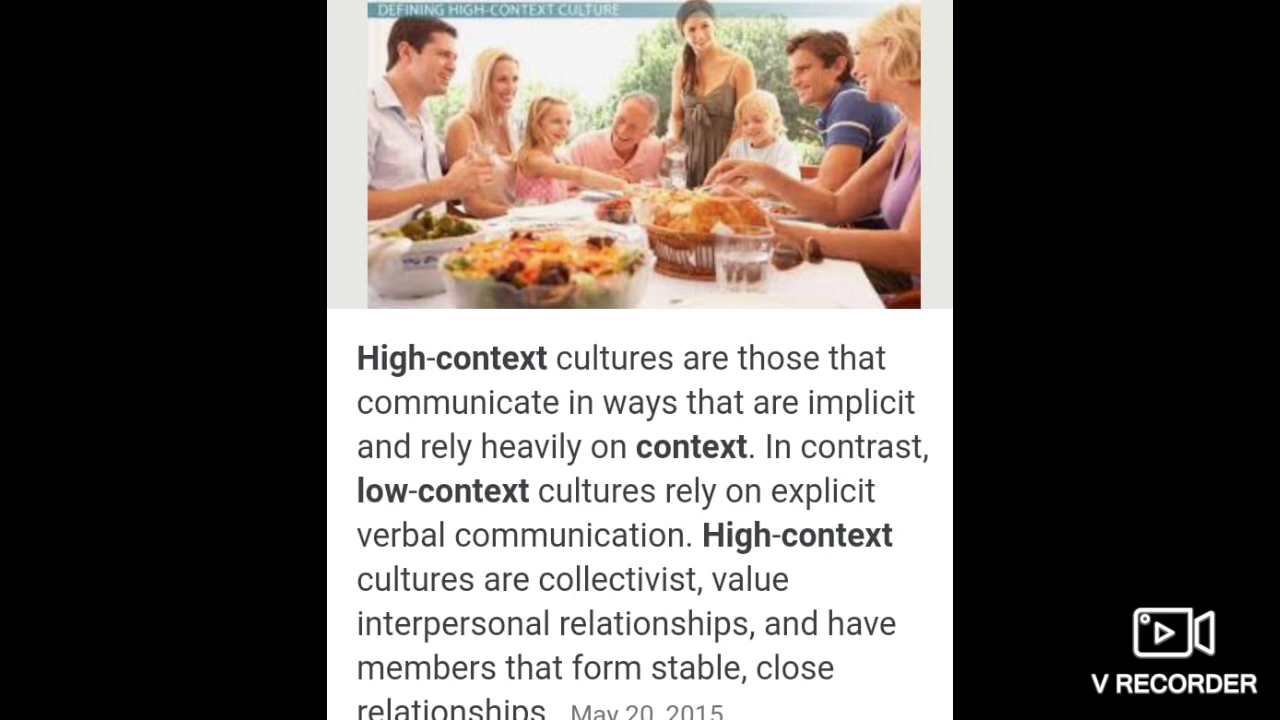 DEFINING HIGH-CONTEXT CULTURE
High-context cultures are those that
communicate in ways that are implicit
and rely heavily on context. In contrast,
low-context cultures rely on explicit
verbal communication. High-context
cultures are collectivist, value
interpersonal relationships, and have
members that form stable, close
relationships. May 20, 2015
V RECORDER